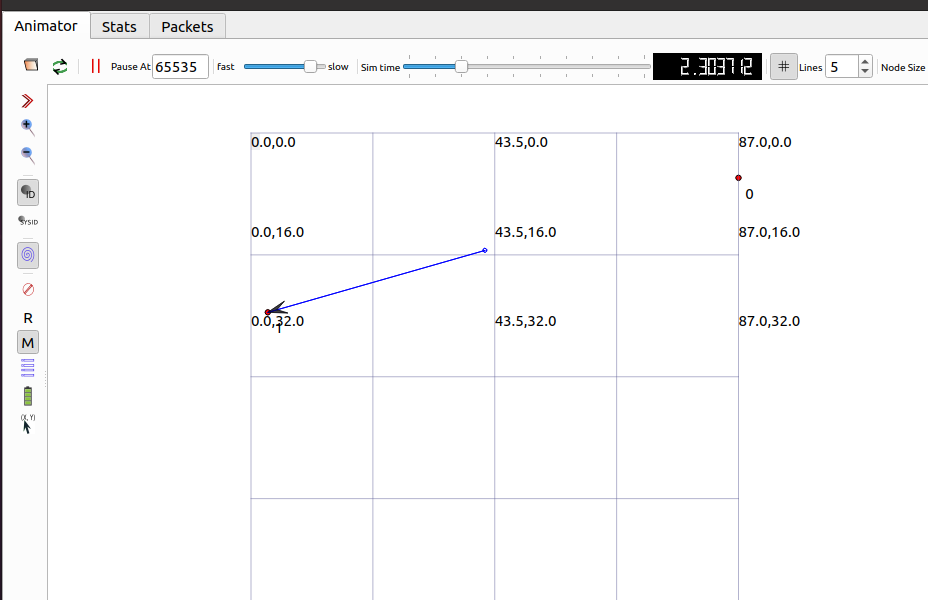 Animator Stats Packets
Pause At 65535 fast slow Sim time 2.303712 # Lines 5 Node Size
ID
SYSID
R
M
(X, Y)
0.0,0.0 43.5,0.0 87.0,0.0
0
0.0,16.0 43.5,16.0 87.0,16.0
0.0,32.0 43.5,32.0 87.0,32.0
1